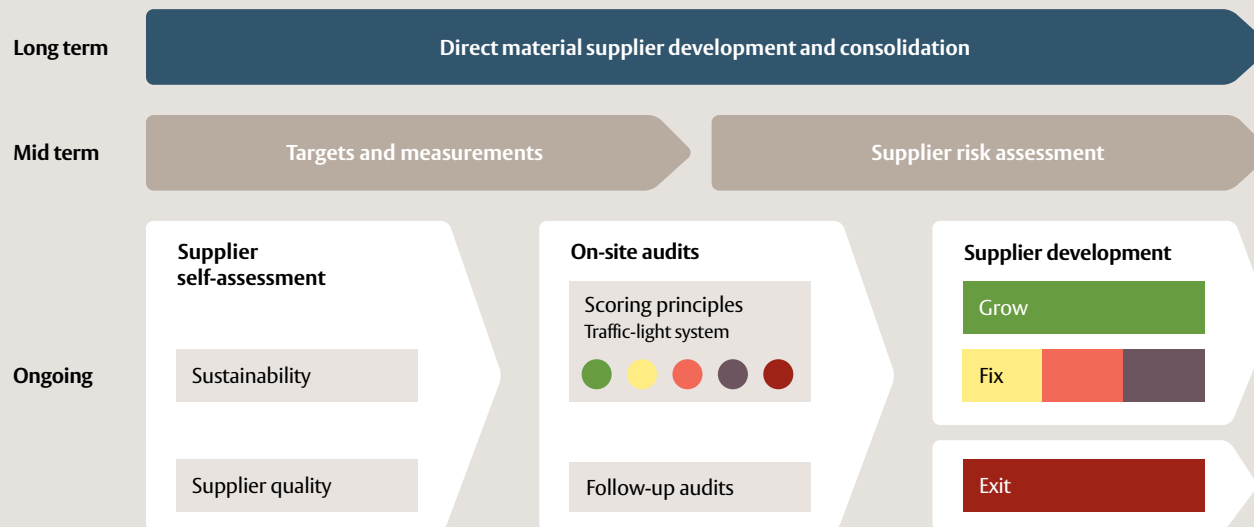 Long term
Direct material supplier development and consolidation
Mid term
Targets and measurements
Supplier risk assessment
Ongoing
Supplier
self-assessment
Sustainability
Supplier quality
On-site audits
Scoring principles
Traffic-light system
Follow-up audits
Supplier development
Grow
Fix
Exit